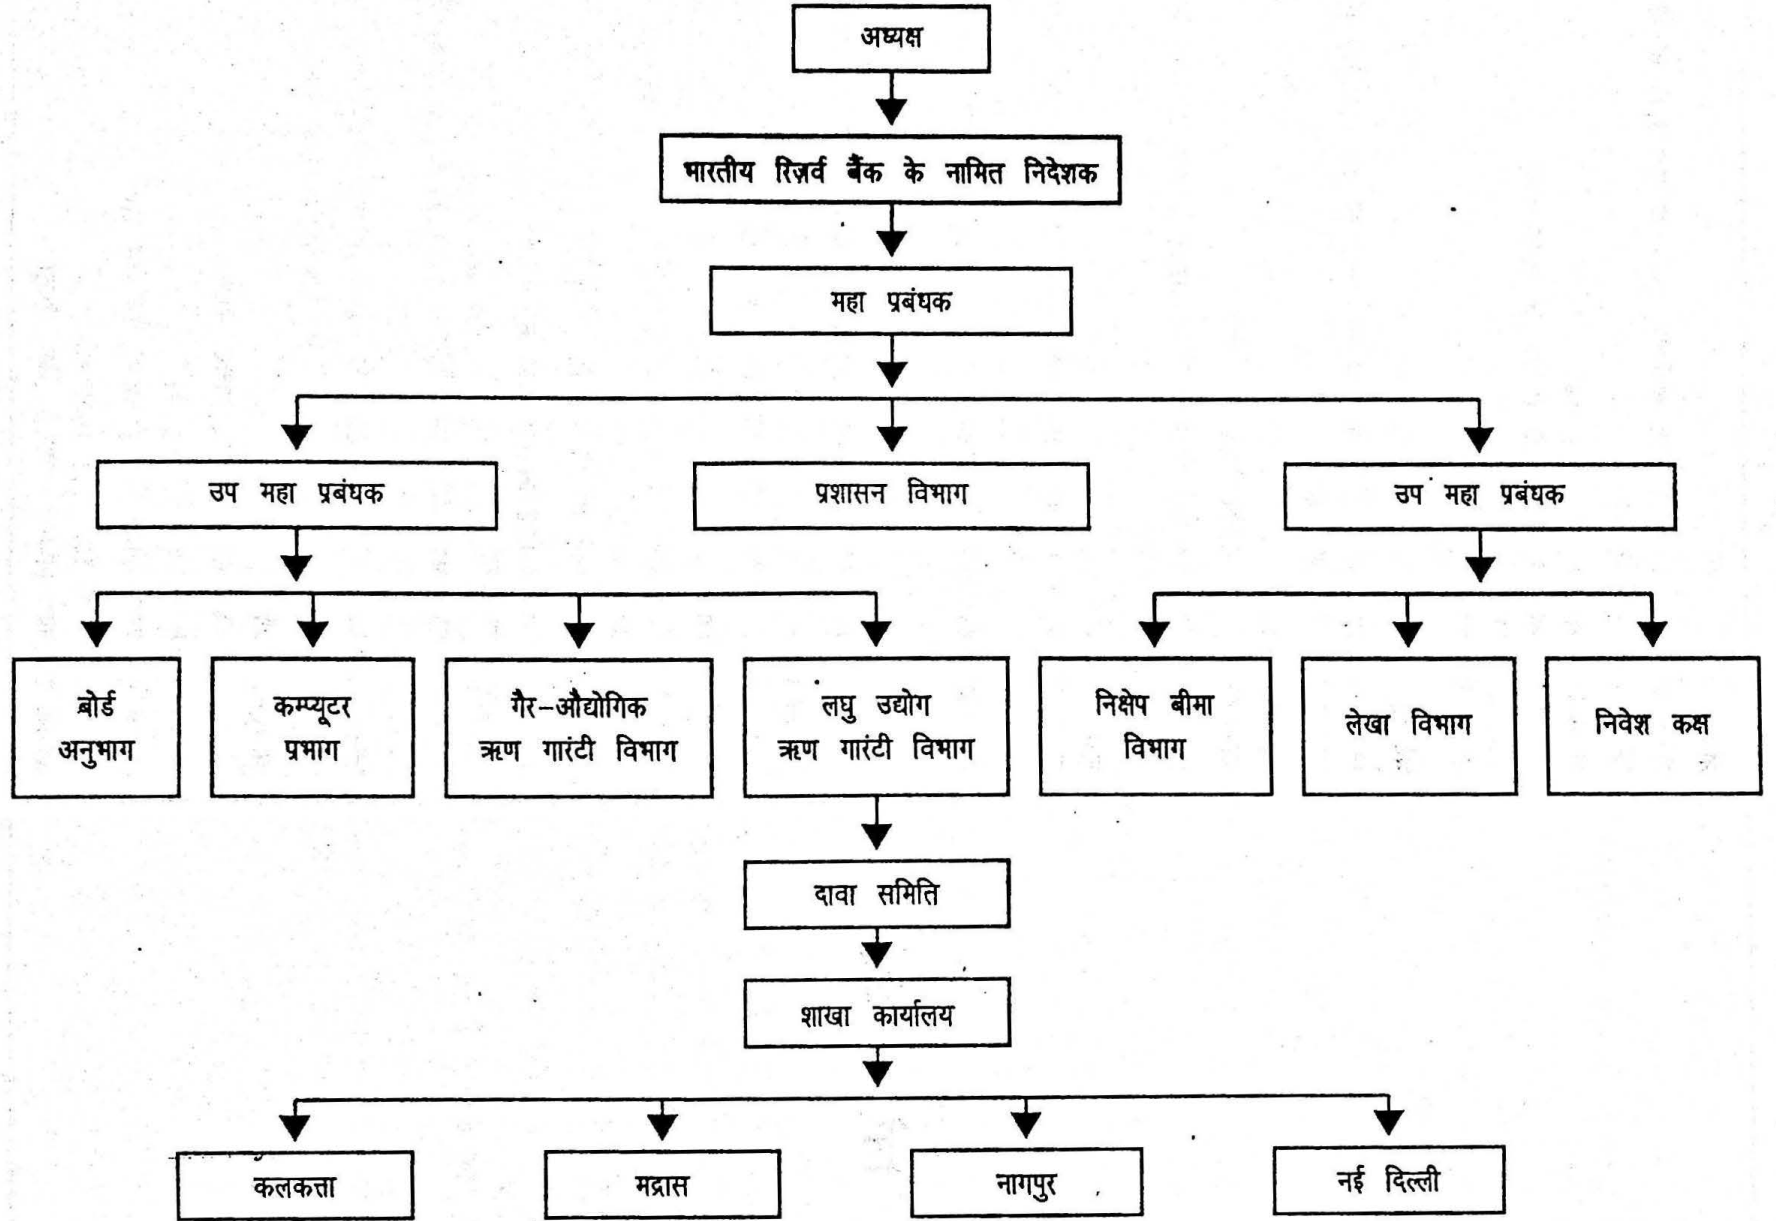 अध्यक्ष
भारतीय रिज़र्व बैंक के नामित निदेशक
महा प्रबंधक
उप महा प्रबंधक
प्रशासन विभाग
उप महा प्रबंधक
बोर्ड
अनुभाग
कम्प्यूटर
प्रभाग
गैर-औद्योगिक
ऋण गारंटी विभाग
लघु उद्योग
ऋण गारंटी विभाग
निक्षेप बीमा
विभाग
लेखा विभाग
निवेश कक्ष
दावा समिति
शाखा कार्यालय
कलकत्ता
मद्रास
नागपुर
नई दिल्ली